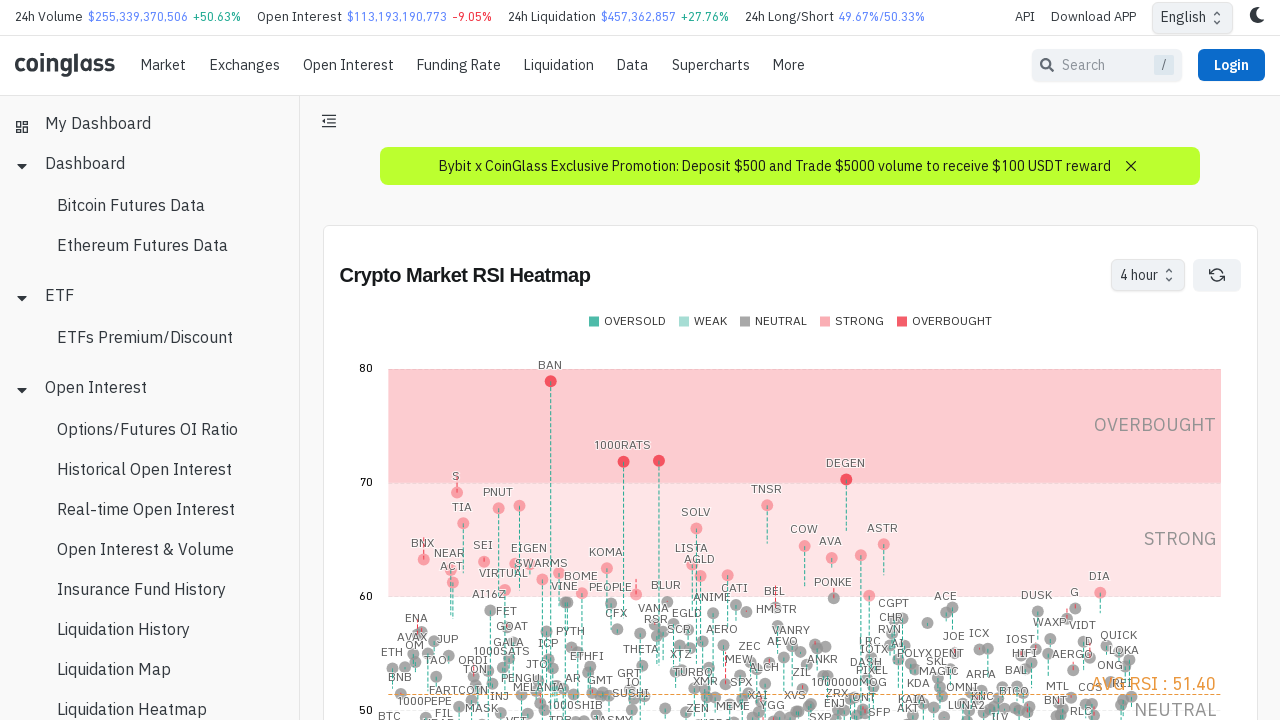 24h Volume $255,339,370,506 +50.63% Open Interest $113,193,190,773 -9.05% 24h Liquidation $457,362,857 +27.76% 24h Long/Short 49.67%/50.33% API Download APP English
coinglass Market Exchanges Open Interest Funding Rate Liquidation Data Supercharts More Search / Login
My Dashboard
Dashboard
Bitcoin Futures Data
Ethereum Futures Data
ETF
ETFs Premium/Discount
Open Interest
Options/Futures OI Ratio
Historical Open Interest
Real-time Open Interest
Open Interest & Volume
Insurance Fund History
Liquidation History
Liquidation Map
Liquidation Heatmap
Bybit x CoinGlass Exclusive Promotion: Deposit $500 and Trade $5000 volume to receive $100 USDT reward
Crypto Market RSI Heatmap 4 hour
OVERSOLD WEAK NEUTRAL STRONG OVERBOUGHT
80
BAN
OVERBOUGHT
1000RATS
DEGEN
70
S
PNUT
TNSR
TIA
SOLV
STRONG
COW
ASTR
AVA
BNX
SEI
NEAR
EIGEN
KOMA
LISTA
ACT
VIRTUAL
SWARMS
AGLD
BOME
VINE
PEOPLE
BLUR
CATI
PONKE
DIA
60
AI16Z
ANIME
BEL
CGPT
ACE
DUSK
G
ENA
FET
CFX
VANA
EGLD
HMSTR
CHR
GOAT
PYTH
RSR
SCR
AERO
VANRY
RVN
WAXP
VIDT
AVAX
JUP
GALA
ICP
THETA
AEVO
AI
JOE
ICX
IOST
QUICK
ETH
OM
TAO
1000SATS
ETHFI
XTZ
ZEC
MEW
ANKR
LRC
IOTX
POLYX
DENT
HIFI
AERGO
LOKA
ORDI
JTO
DASH
SKL
BNB
TON
PENGU
AR
GMT
GRT
TURBO
ALCH
ZIL
PIXEL
MAGIC
ARPA
ONG
FARTCOIN
MELANIA
IO
XMR
SPX
1000000MOG
KDA
OMNI
MTL
COS
AVG RSI : 51.40
1000PEPE
INJ
SUSHI
XAI
XVS
ZRX
KAIA
KNC
BICO
BNT
BTC
FIL
MASK
1000SHIB
ZEN
MEME
YGG
ENJ
SFP
AKT
LUNA2
RLC
NEUTRAL